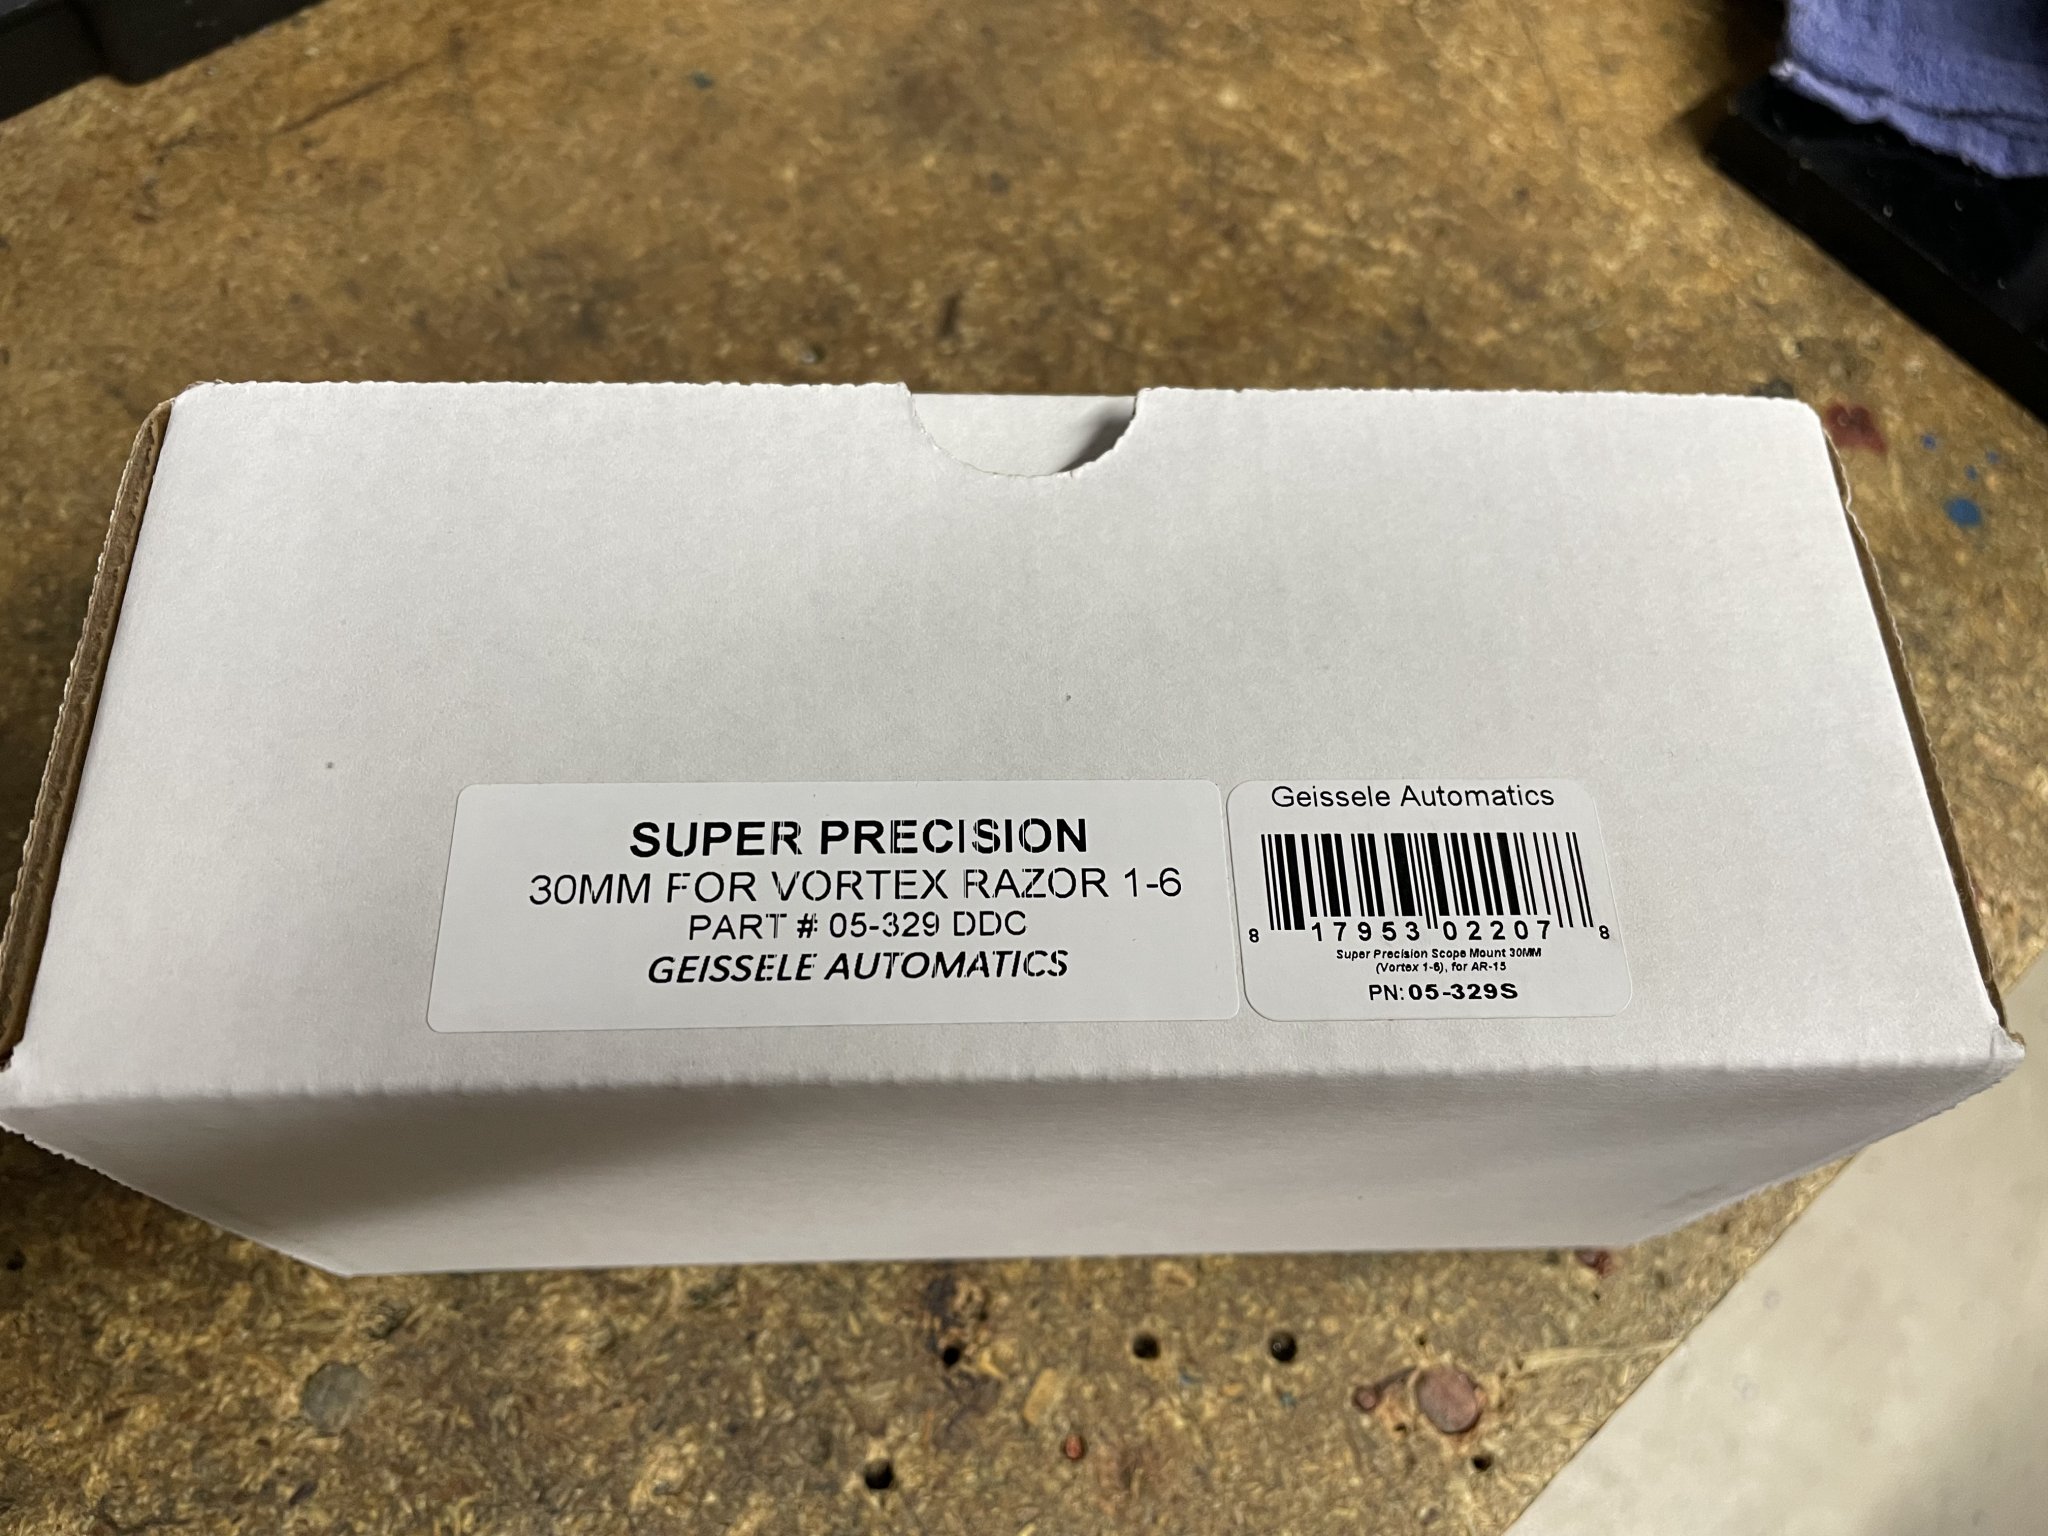 SUPER PRECISION
30MM FOR VORTEX RAZOR 1-6
PART # 05-329 DDC
GEISSELE AUTOMATICS
Geissele Automatics
8 17953 02207 8
Super Precision Scope Mount 30MM
(Vortex 1-6), for AR-15
PN: 05-329S